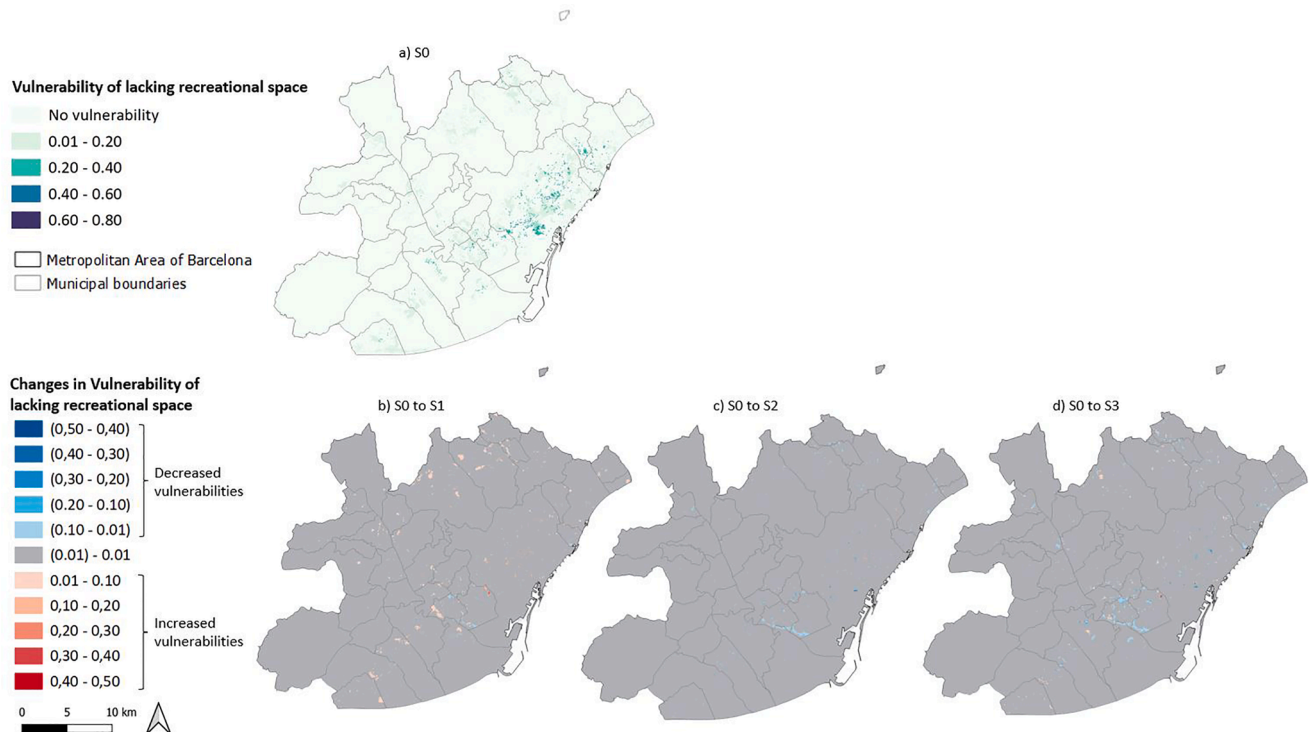 a) S0
Vulnerability of lacking recreational space
No vulnerability
0.01 - 0.20
0.20 - 0.40
0.40 - 0.60
0.60 - 0.80
Metropolitan Area of Barcelona
Municipal boundaries
Changes in Vulnerability of
lacking recreational space
(0,50 - 0,40)
(0.40 - 0.30)
(0.30 - 0.20)
(0.20 - 0.10)
(0.10 - 0.01)
(0.01) - 0.01
0.01 - 0.10
0,10 - 0,20
0,20 - 0,30
0,30 - 0,40
0,40 - 0,50
Decreased
vulnerabilities
Increased
vulnerabilities
0 5 10 km
b) S0 to S1
c) S0 to S2
d) S0 to S3